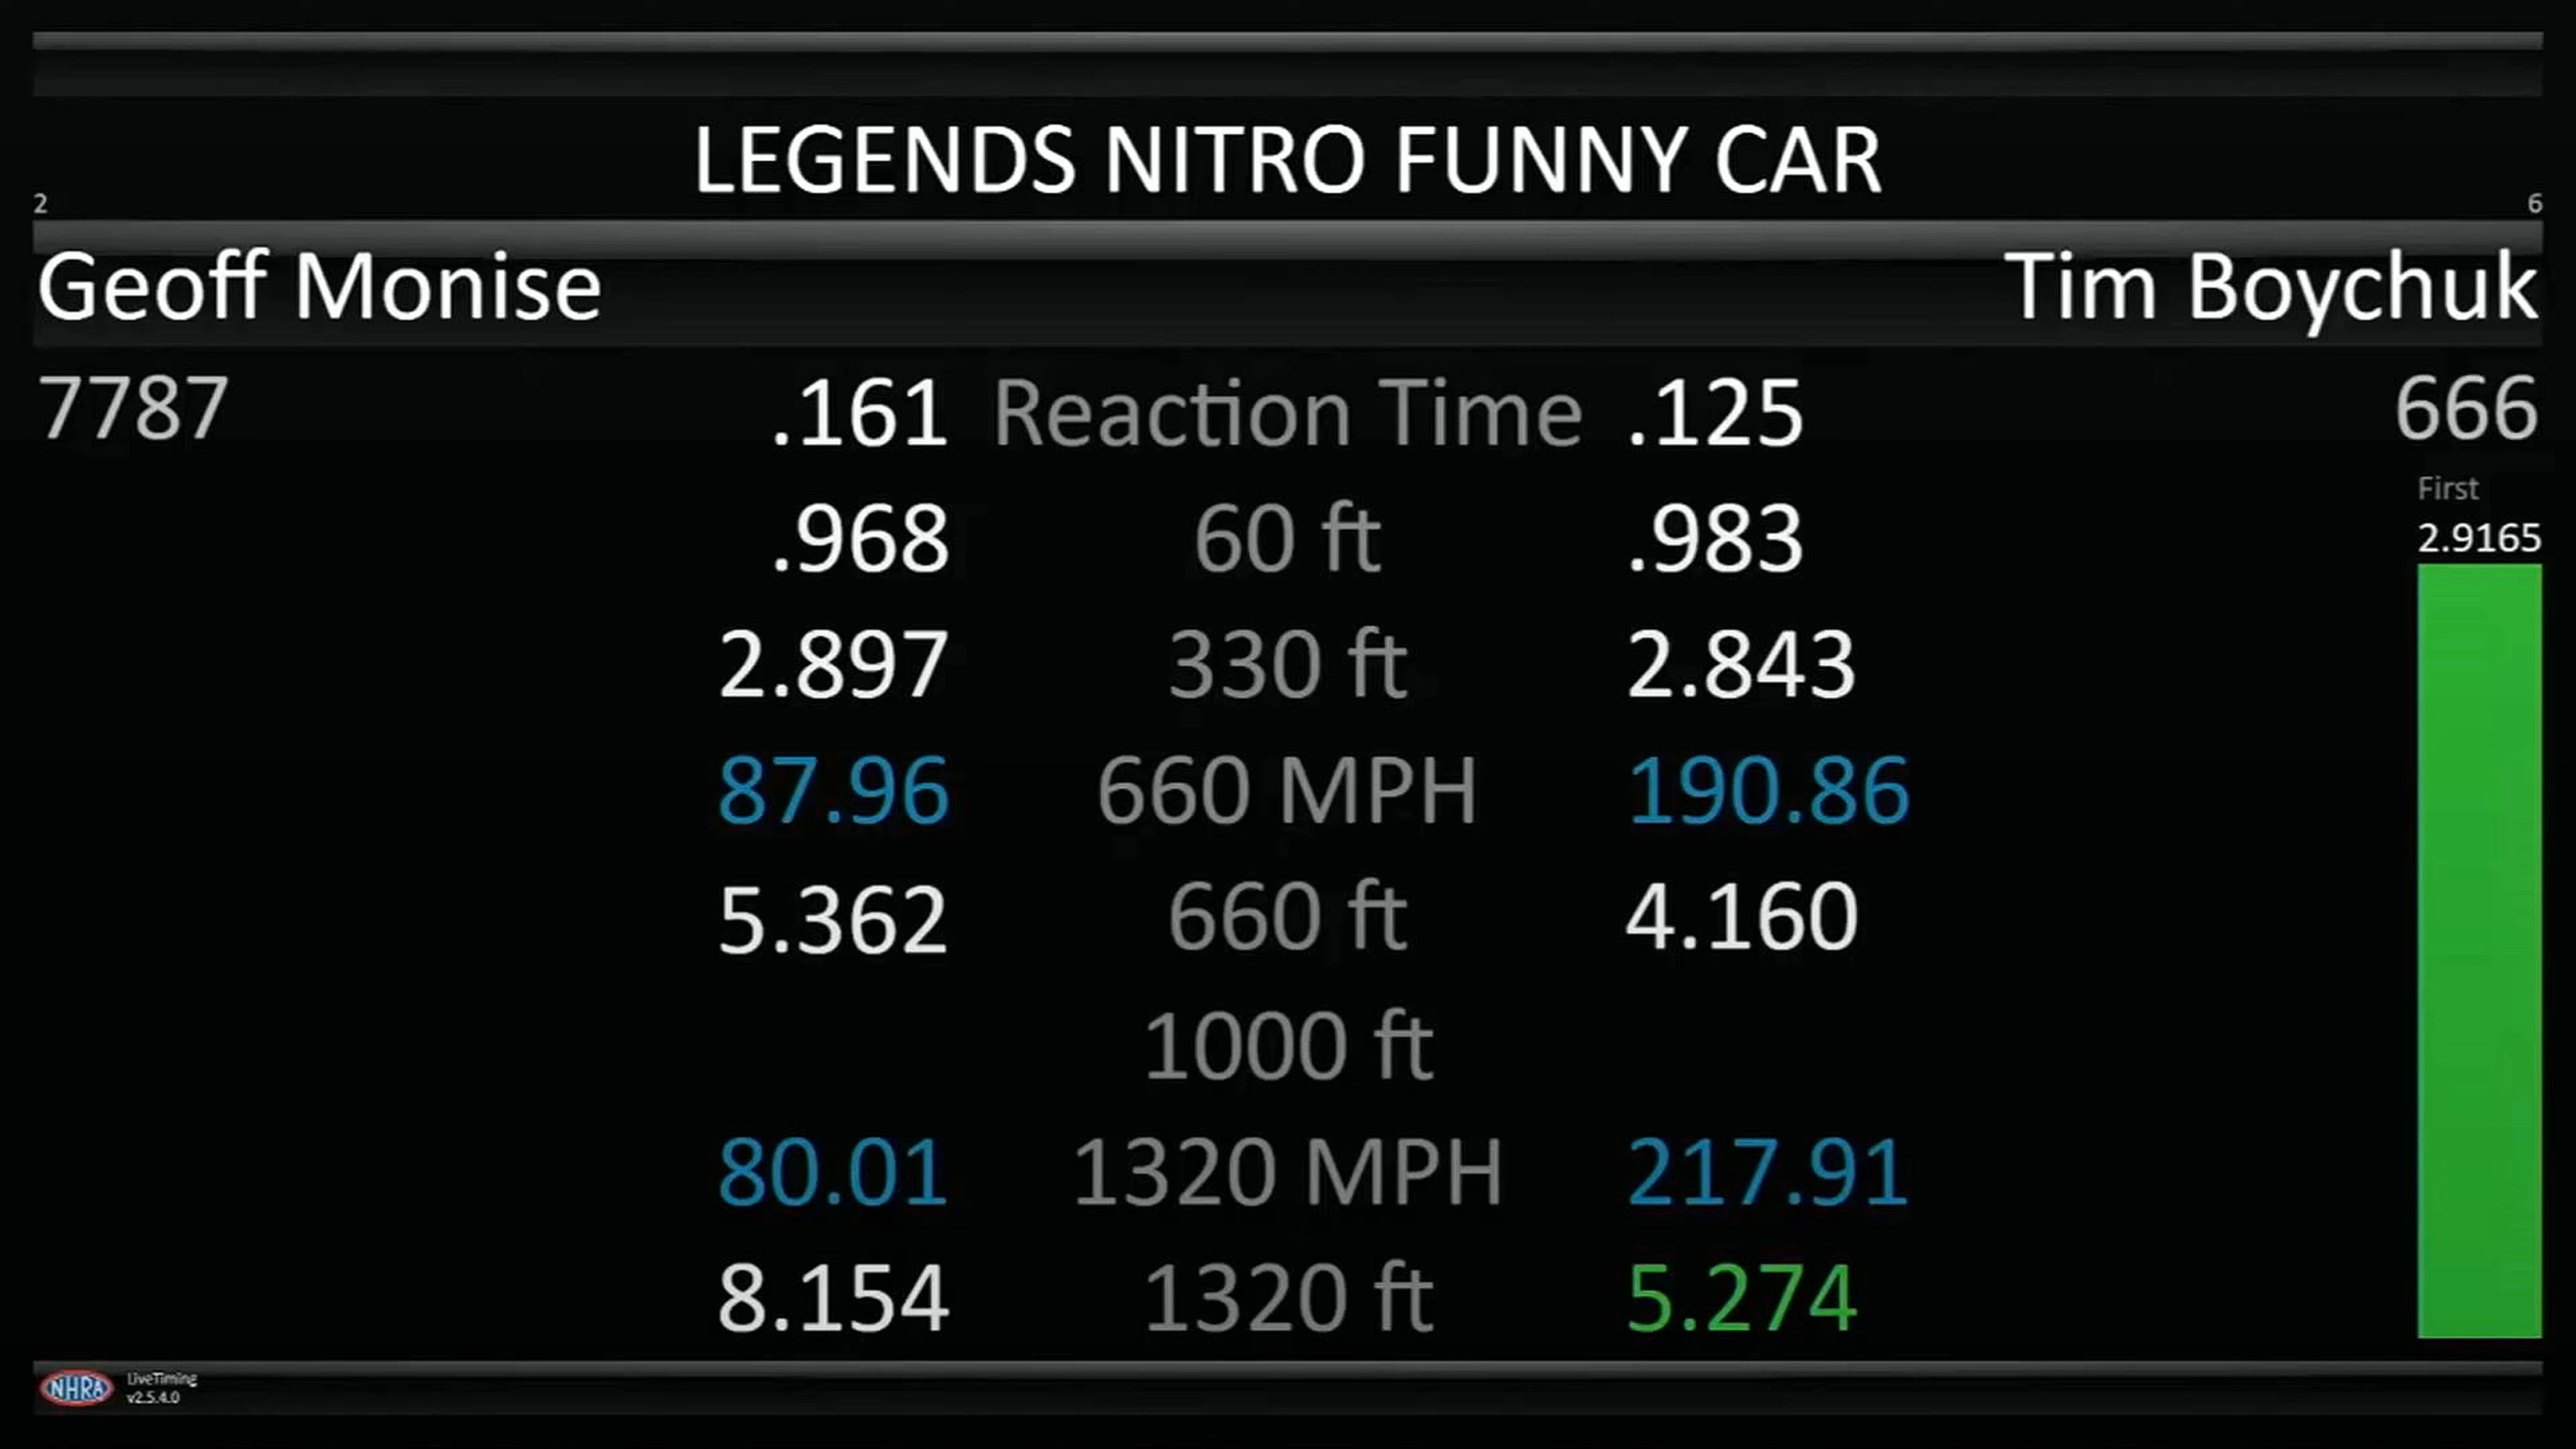 LEGENDS NITRO FUNNY CAR
2 6
Geoff Monise Tim Boychuk
7787 .161 Reaction Time .125 666
First
2.9165
.968 60 ft .983
2.897 330 ft 2.843
87.96 660 MPH 190.86
5.362 660 ft 4.160
1000 ft
80.01 1320 MPH 217.91
8.154 1320 ft 5.274
NHRA LiveTiming
v2.5.4.0